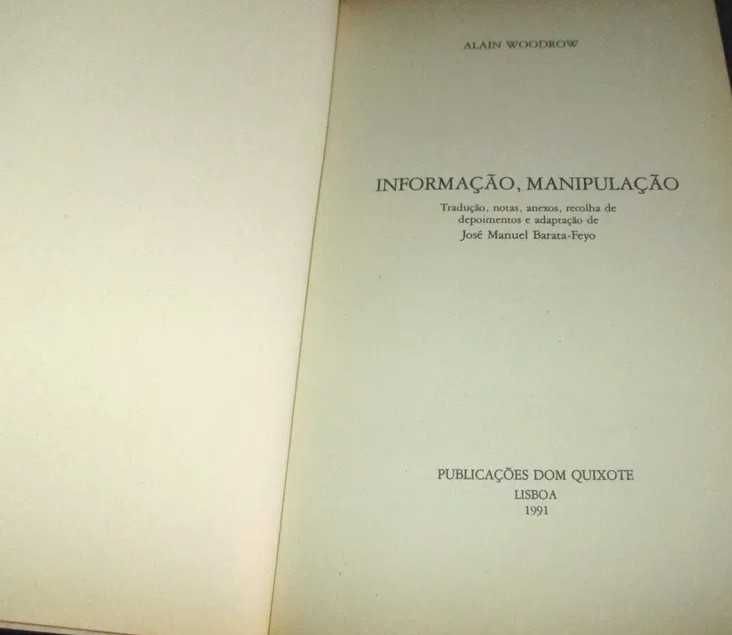 ALAIN WOODROW
INFORMAÇÃO, MANIPULAÇÃO
Tradução, notas, anexos, recolha de
depoimentos e adaptação de
José Manuel Barata-Feyo
PUBLICAÇÕES DOM QUIXOTE
LISBOA
1991